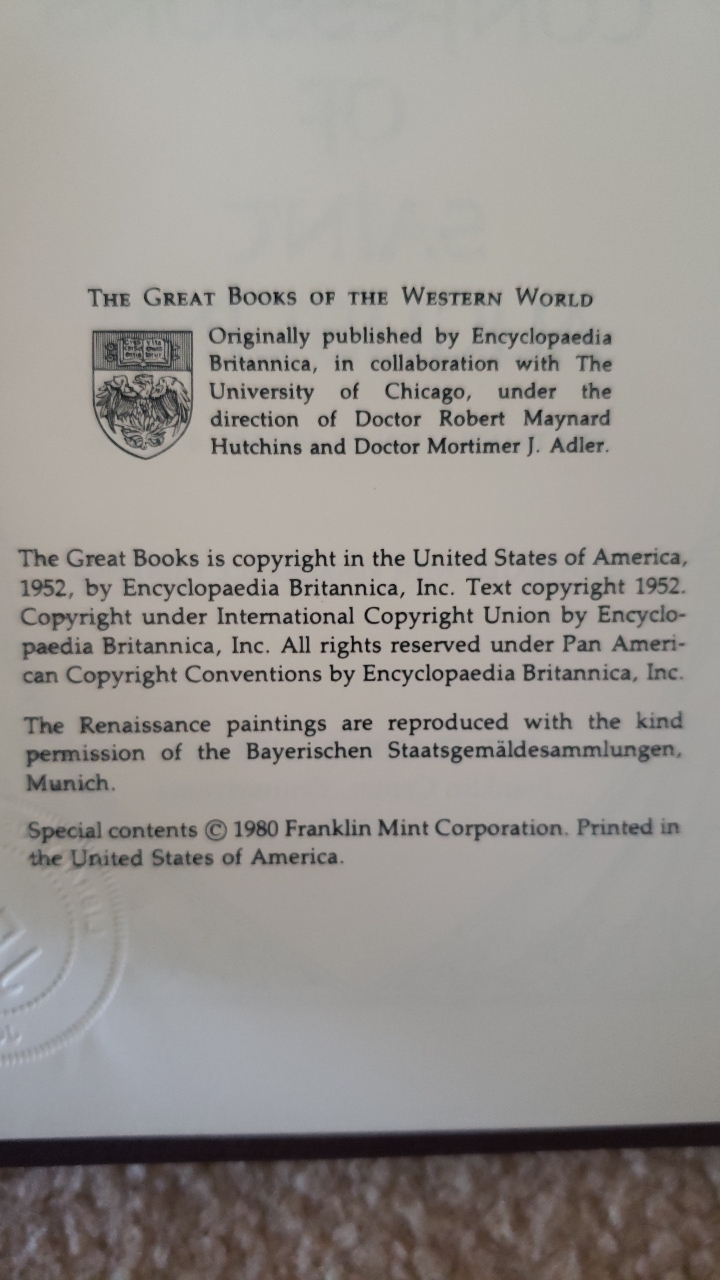 THE GREAT BOOKS OF THE WESTERN WORLD
Originally published by Encyclopaedia
Britannica, in collaboration with The
University of Chicago, under the
direction of Doctor Robert Maynard
Hutchins and Doctor Mortimer J. Adler.
The Great Books is copyright in the United States of America,
1952, by Encyclopaedia Britannica, Inc. Text copyright 1952.
Copyright under International Copyright Union by Encyclo-
paedia Britannica, Inc. All rights reserved under Pan Ameri-
can Copyright Conventions by Encyclopaedia Britannica, Inc.
The Renaissance paintings are reproduced with the kind
permission of the Bayerischen Staatsgemäldesammlungen,
Munich.
Special contents © 1980 Franklin Mint Corporation. Printed in
the United States of America.